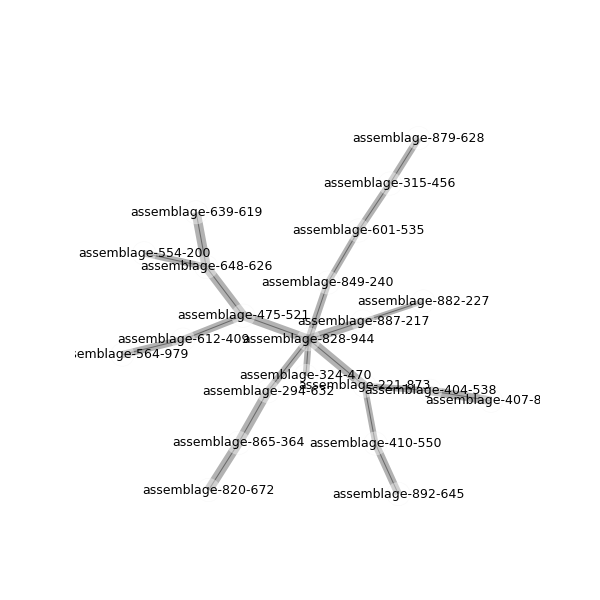 assemblage-879-628
assemblage-315-456
assemblage-639-619
assemblage-601-535
assemblage-554-200
assemblage-648-626
assemblage-849-240
assemblage-882-227
assemblage-475-521
assemblage-887-217
assemblage-612-409
assemblage-828-944
semblage-564-979
assemblage-324-470
assemblage-221-873
assemblage-294-632
assemblage-404-538
assemblage-407-8
assemblage-865-364
assemblage-410-550
assemblage-820-672
assemblage-892-645